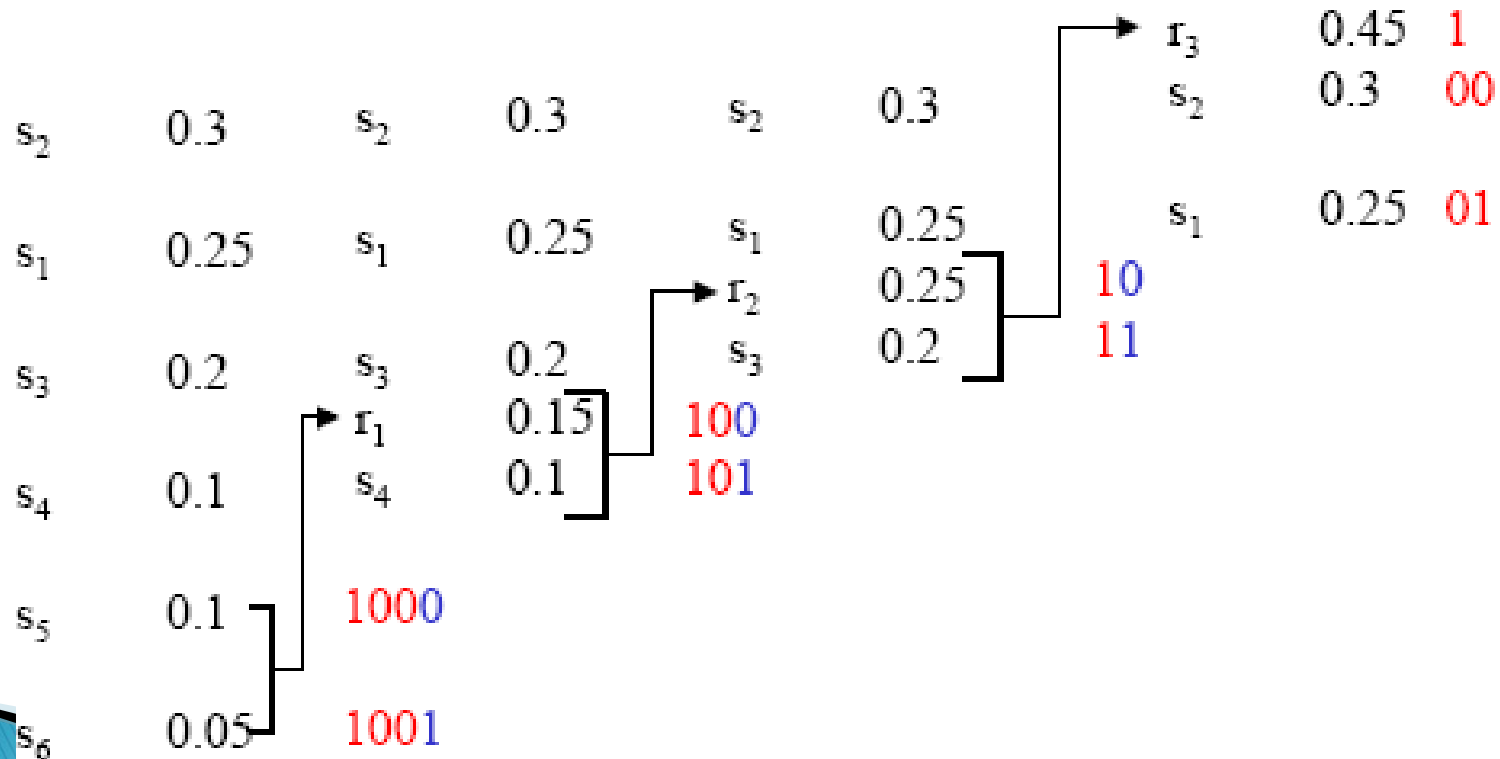 r₃ 0.45 1
s₂ 0.3 s₂ 0.3 s₂ 0.3 s₂ 0.3 00
s₁ 0.25 s₁ 0.25 s₁ 0.25 s₁ 0.25 01
r₂ 0.25 10
s₃ 0.2 s₃ 0.2 s₃ 0.2 11
r₁ 0.15 100
s₄ 0.1 s₄ 0.1 101
s₅ 0.1 1000
s₆ 0.05 1001